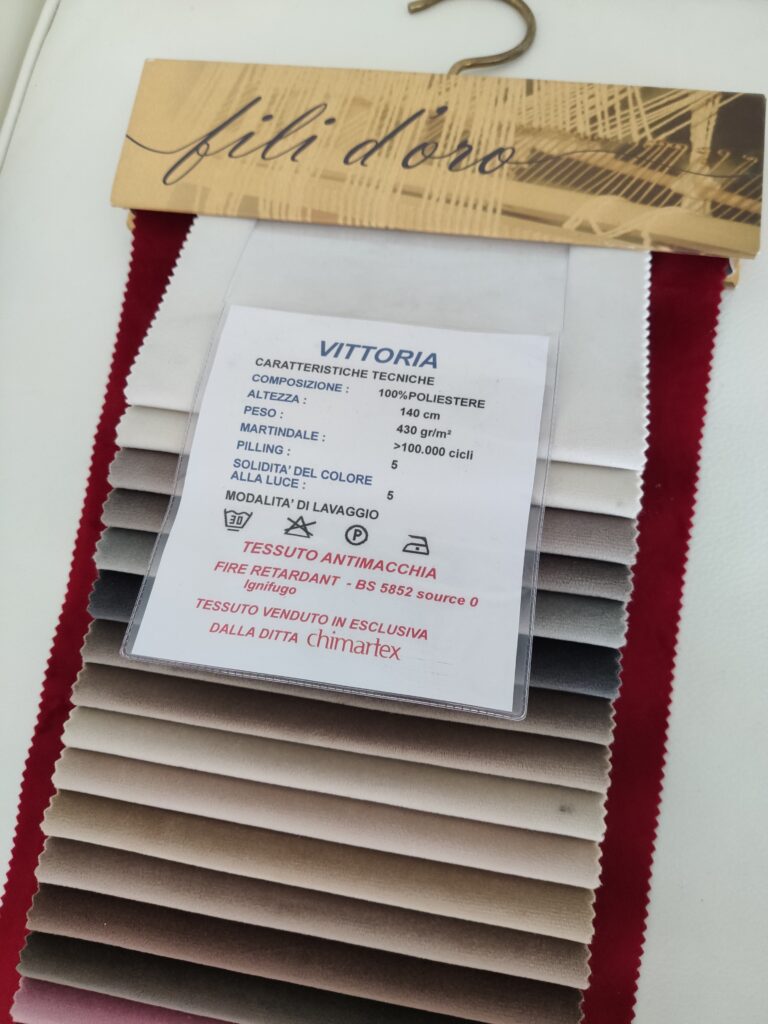 fili d'oro
VITTORIA
CARATTERISTICHE TECNICHE
COMPOSIZIONE : 100%POLIESTERE
ALTEZZA : 140 cm
PESO : 430 gr/m²
MARTINDALE : >100.000 cicli
PILLING : 5
SOLIDITA' DEL COLORE
ALLA LUCE : 5
MODALITA' DI LAVAGGIO
30 P
TESSUTO ANTIMACCHIA
FIRE RETARDANT - BS 5852 source 0
Ignifugo
TESSUTO VENDUTO IN ESCLUSIVA
DALLA DITTA chimartex